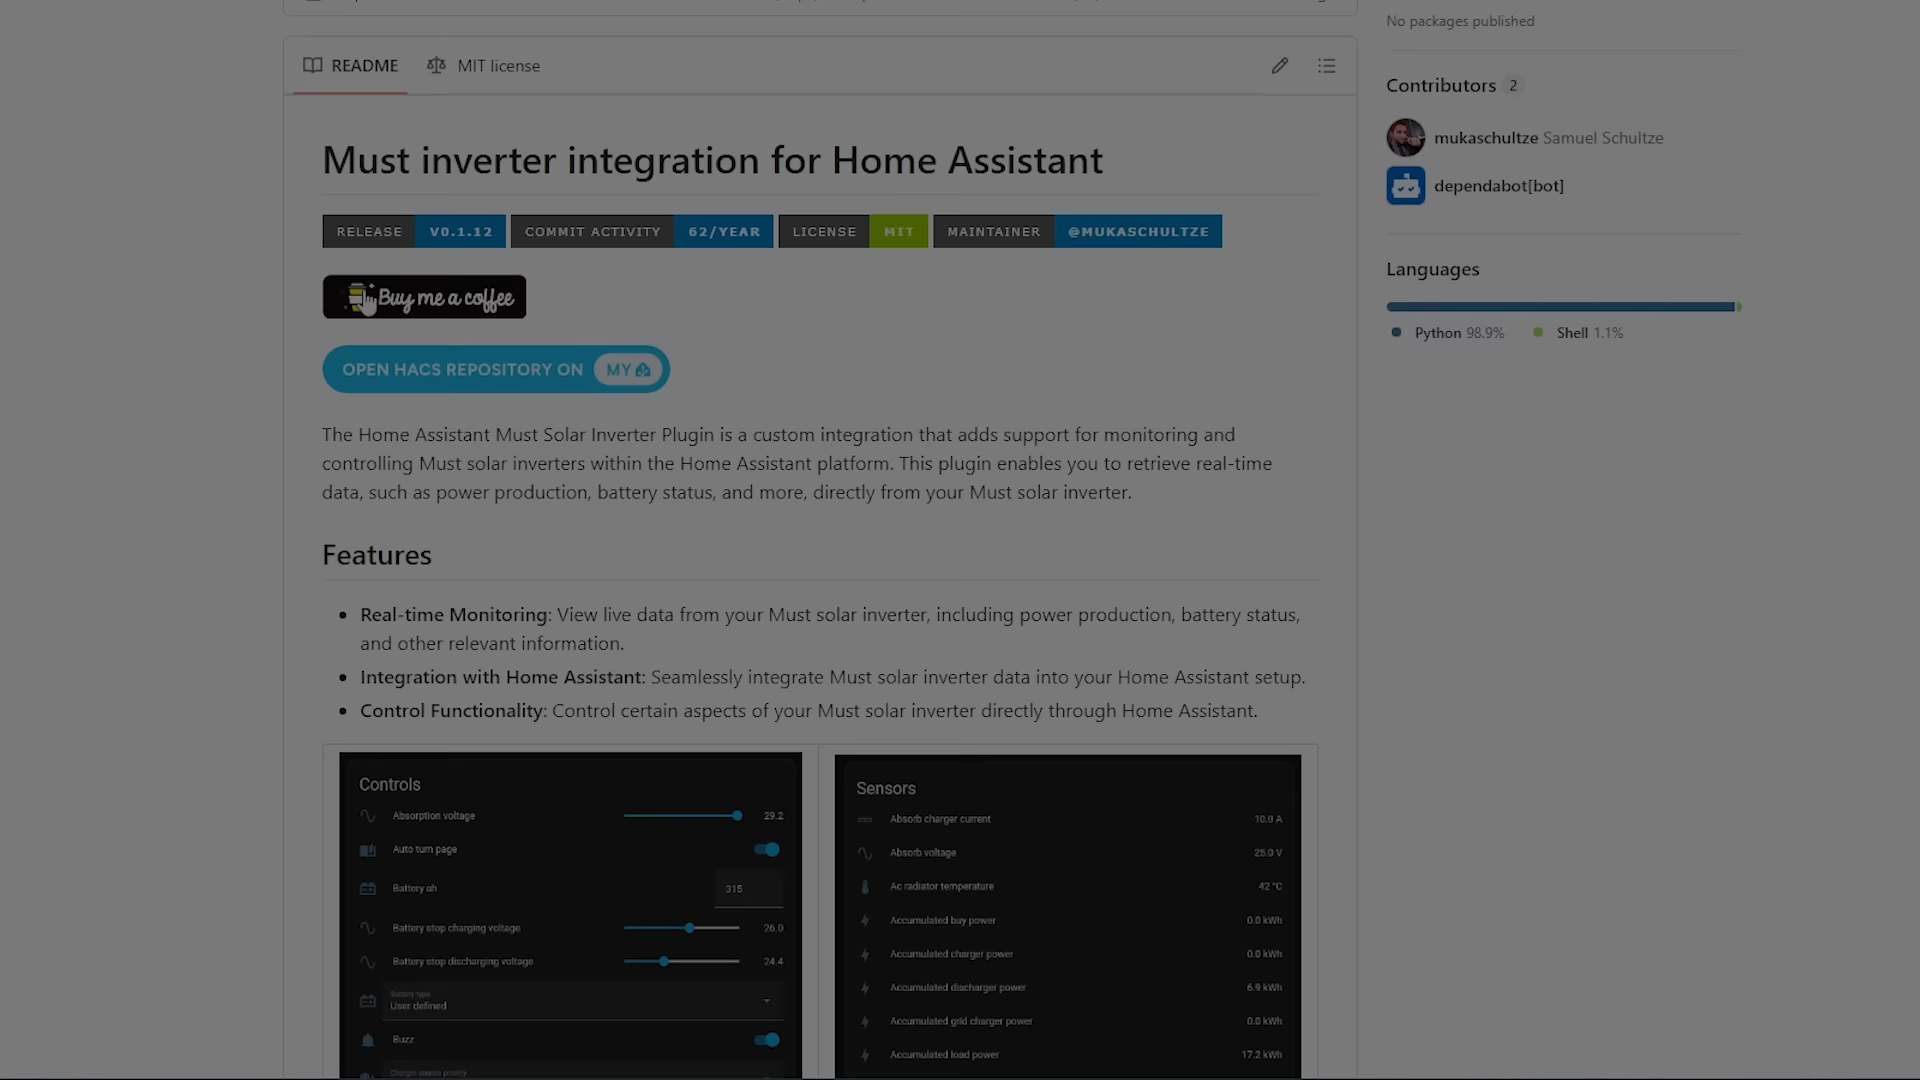 No packages published
README
MIT license
Contributors 2
mukaschultze Samuel Schultze
dependabot[bot]
Must inverter integration for Home Assistant
RELEASE V0.1.12
COMMIT ACTIVITY 62/YEAR
LICENSE MIT
MAINTAINER @MUKASCHULTZE
Languages
Python 98.9%
Shell 1.1%
Buy me a coffee
OPEN HACS REPOSITORY ON MY
The Home Assistant Must Solar Inverter Plugin is a custom integration that adds support for monitoring and
controlling Must solar inverters within the Home Assistant platform. This plugin enables you to retrieve real-time
data, such as power production, battery status, and more, directly from your Must solar inverter.
Features
Real-time Monitoring: View live data from your Must solar inverter, including power production, battery status,
and other relevant information.
Integration with Home Assistant: Seamlessly integrate Must solar inverter data into your Home Assistant setup.
Control Functionality: Control certain aspects of your Must solar inverter directly through Home Assistant.
Controls
Absorption voltage 29.2
Auto turn page
Battery ah 315
Battery stop charging voltage 26.0
Battery stop discharging voltage 24.4
Battery type
User defined
Buzz
Charger source priority
Sensors
Absorb charger current 10.0 A
Absorb voltage 25.0 V
Ac radiator temperature 42 °C
Accumulated buy power 0.0 kWh
Accumulated charger power 0.0 kWh
Accumulated discharger power 6.9 kWh
Accumulated grid charger power 0.0 kWh
Accumulated load power 17.2 kWh